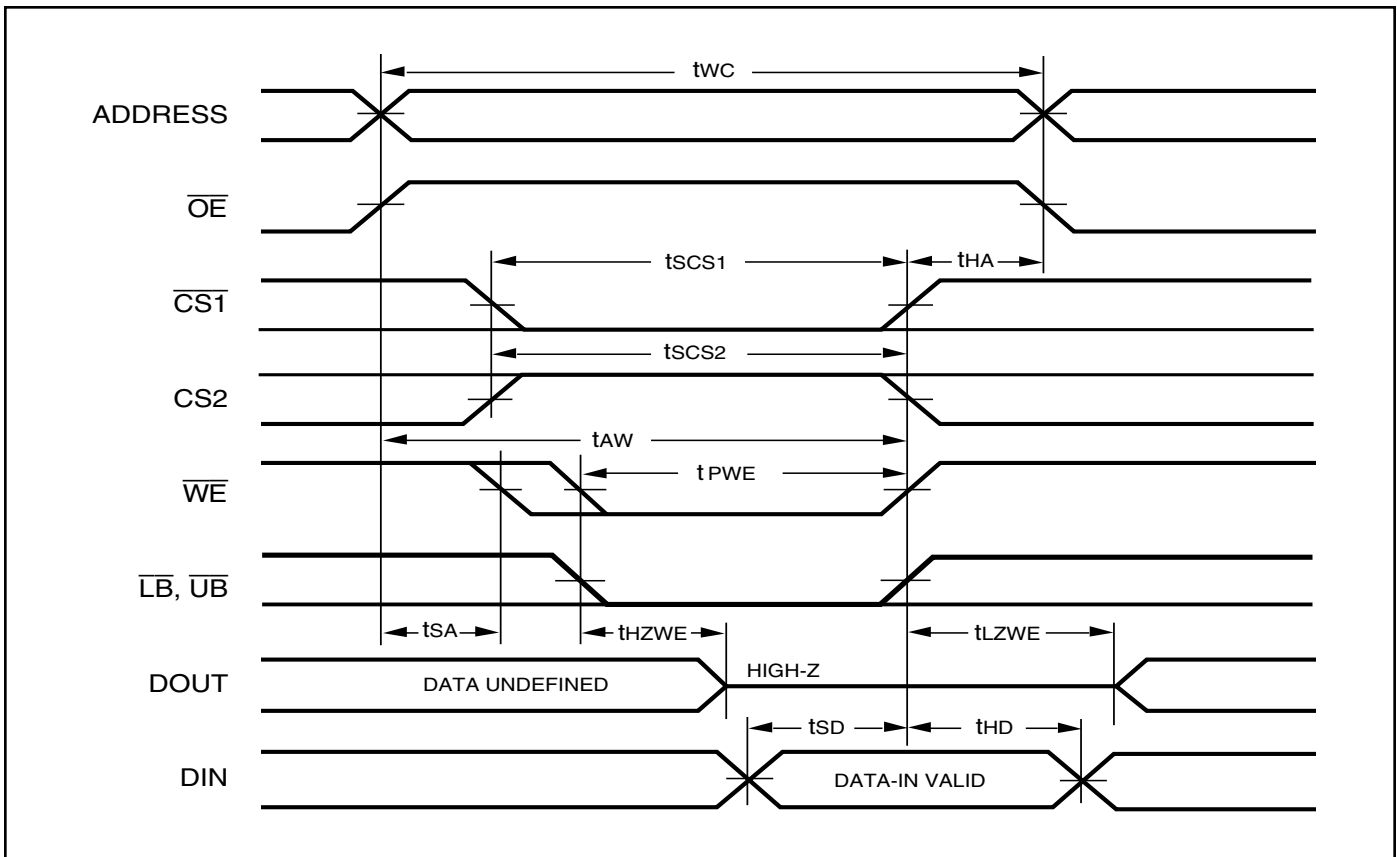 tWC
ADDRESS
OE
tSCS1
tHA
CS1
tSCS2
CS2
tAW
WE
tPWE
LB, UB
tSA
tHZWE
tLZWE
DOUT
DATA UNDEFINED
HIGH-Z
tSD
tHD
DIN
DATA-IN VALID